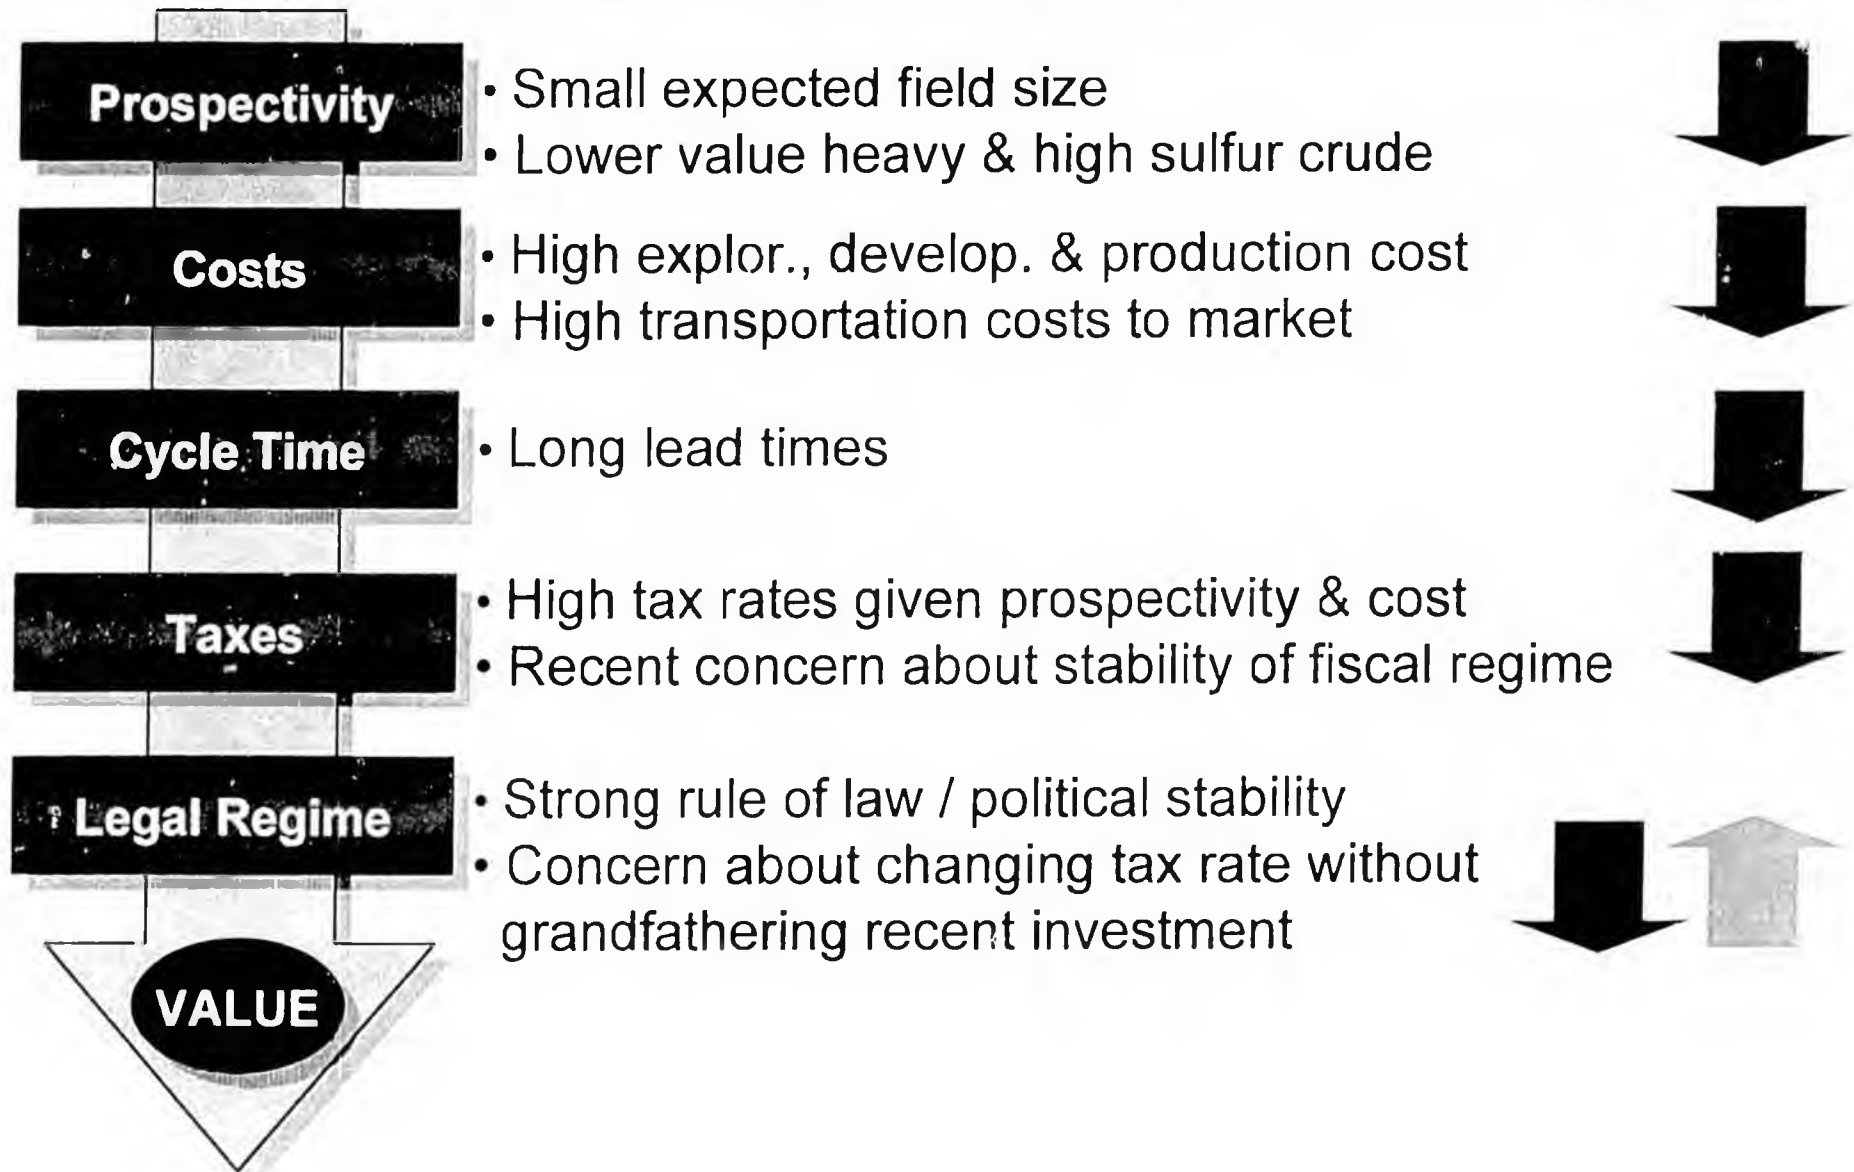 Prospectivity
• Small expected field size
• Lower value heavy & high sulfur crude
Costs
• High explor., develop. & production cost
• High transportation costs to market
Cycle Time
• Long lead times
Taxes
• High tax rates given prospectivity & cost
• Recent concern about stability of fiscal regime
Legal Regime
• Strong rule of law / political stability
• Concern about changing tax rate without
grandfathering recent investment
VALUE